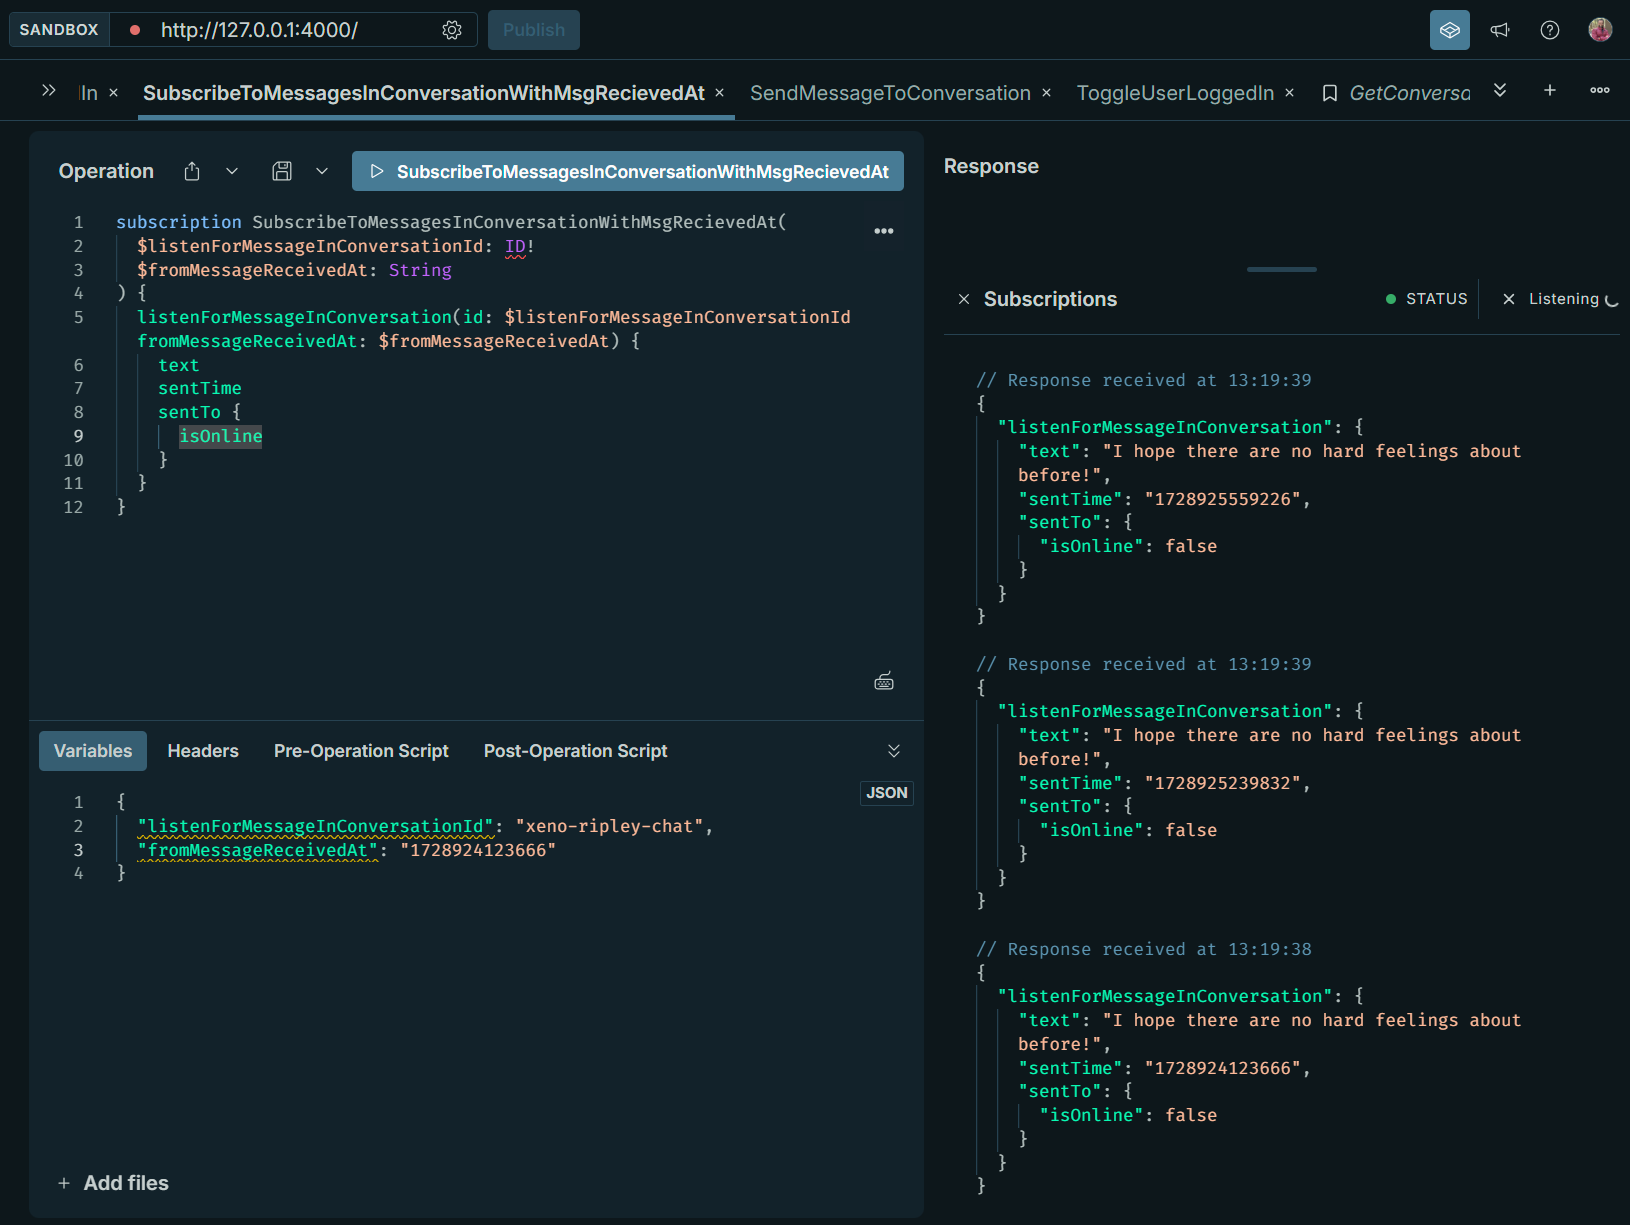 SANDBOX http://127.0.0.1:4000/ Publish
In SubscribeToMessagesInConversationWithMsgRecievedAt SendMessageToConversation ToggleUserLoggedIn GetConversa
Operation SubscribeToMessagesInConversationWithMsgRecievedAt
1 subscription SubscribeToMessagesInConversationWithMsgRecievedAt(
2 $listenForMessageInConversationId: ID!
3 $fromMessageReceivedAt: String
4 ) {
5 listenForMessageInConversation(id: $listenForMessageInConversationId
fromMessageReceivedAt: $fromMessageReceivedAt) {
6 text
7 sentTime
8 sentTo {
9 isOnline
10 }
11 }
12 }
Variables Headers Pre-Operation Script Post-Operation Script
JSON
1 {
2 "listenForMessageInConversationId": "xeno-ripley-chat",
3 "fromMessageReceivedAt": "1728924123666"
4 }
+ Add files
Response
Subscriptions STATUS Listening
// Response received at 13:19:39
{
"listenForMessageInConversation": {
"text": "I hope there are no hard feelings about
before!",
"sentTime": "1728925559226",
"sentTo": {
"isOnline": false
}
}
}
// Response received at 13:19:39
{
"listenForMessageInConversation": {
"text": "I hope there are no hard feelings about
before!",
"sentTime": "1728925239832",
"sentTo": {
"isOnline": false
}
}
}
// Response received at 13:19:38
{
"listenForMessageInConversation": {
"text": "I hope there are no hard feelings about
before!",
"sentTime": "1728924123666",
"sentTo": {
"isOnline": false
}
}
}